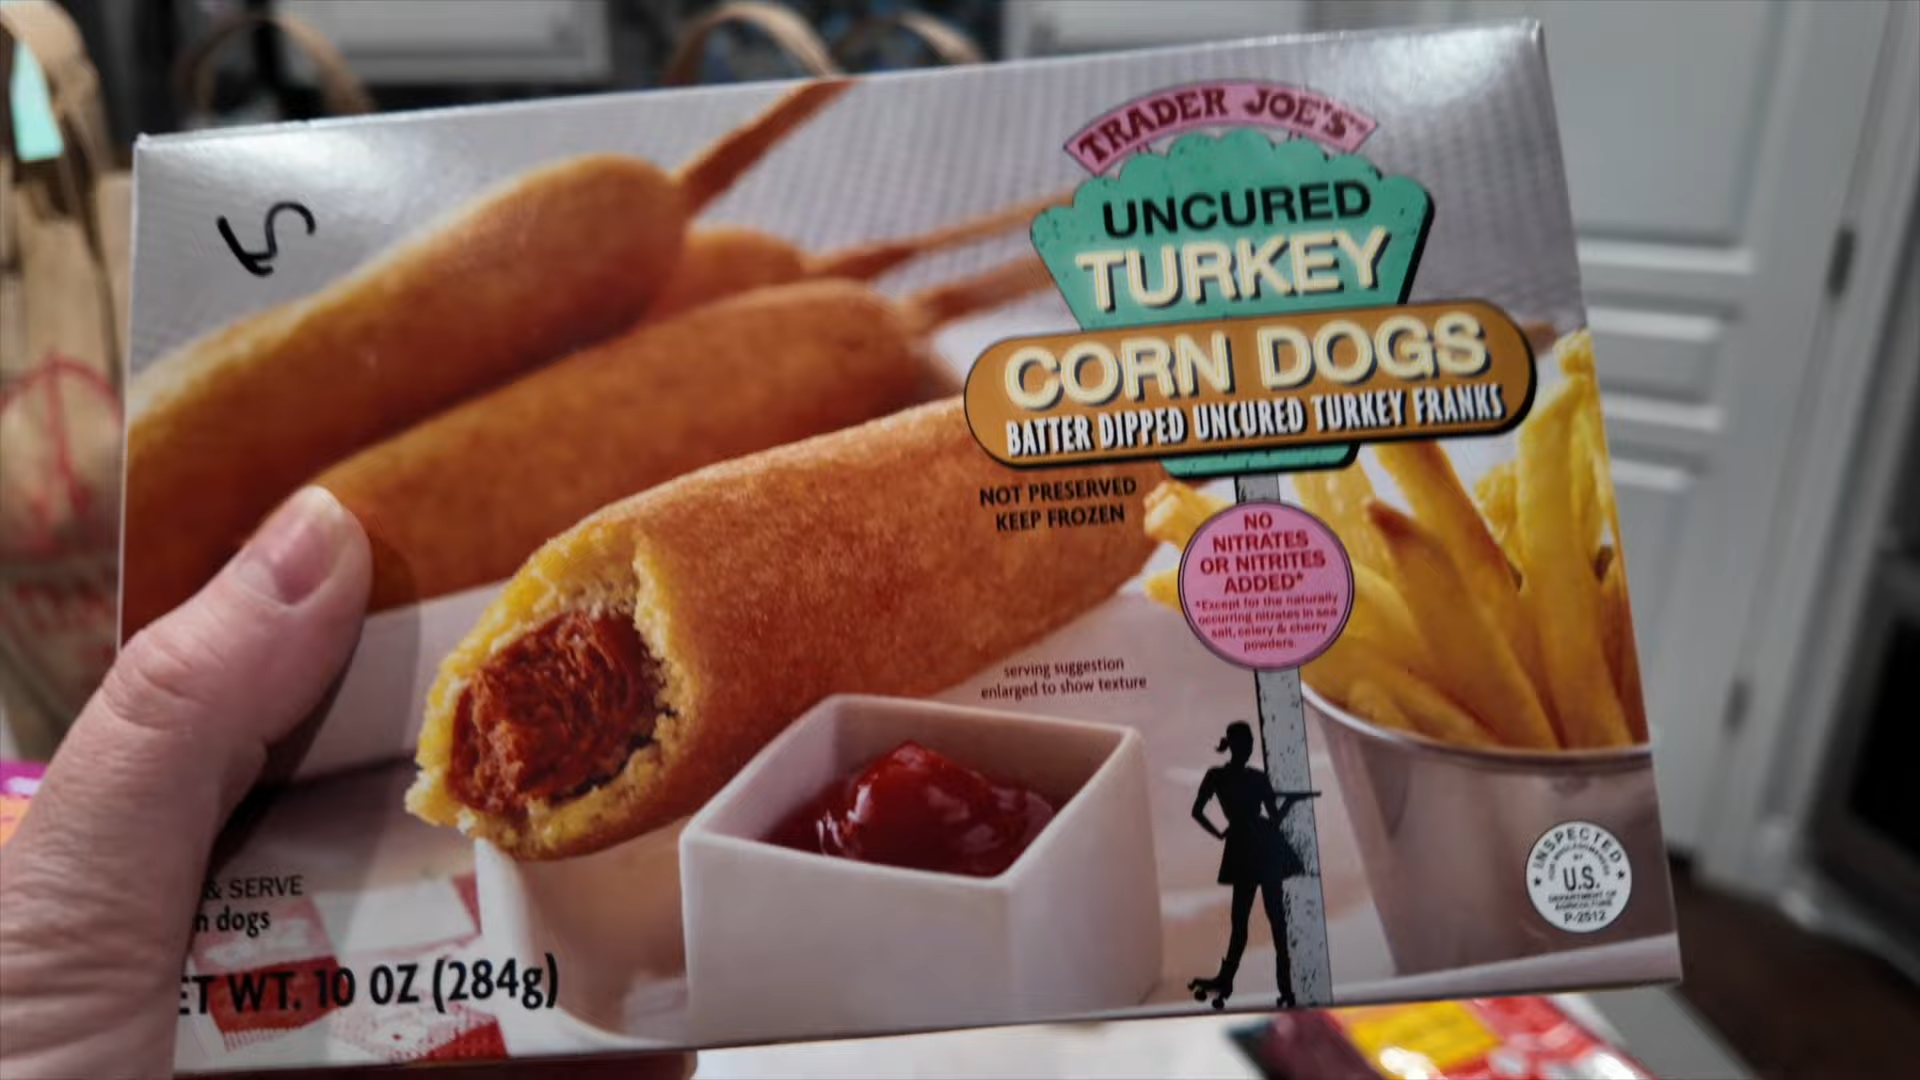 5
TRADER JOE'S
UNCURED
TURKEY
CORN DOGS
BATTER DIPPED UNCURED TURKEY FRANKS
NOT PRESERVED
KEEP FROZEN
NO
NITRATES
OR NITRITES
ADDED*
*Except for the naturally
occurring nitrates in sea
salt, celery & cherry
powders.
serving suggestion
enlarged to show texture
& SERVE
n dogs
ET WT. 10 OZ (284g)
INSPECTED
BY
U.S.
DEPARTMENT OF
AGRICULTURE
P-2512